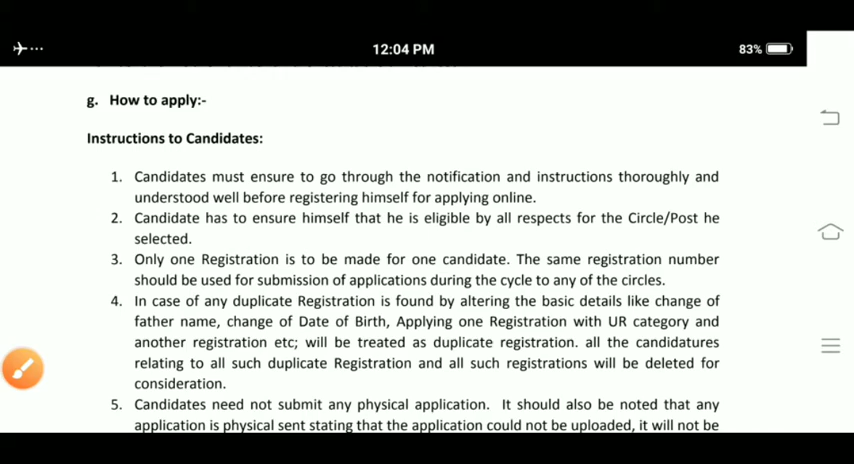 12:04 PM
83%
g. How to apply:-
Instructions to Candidates:
1. Candidates must ensure to go through the notification and instructions thoroughly and
understood well before registering himself for applying online.
2. Candidate has to ensure himself that he is eligible by all respects for the Circle/Post he
selected.
3. Only one Registration is to be made for one candidate. The same registration number
should be used for submission of applications during the cycle to any of the circles.
4. In case of any duplicate Registration is found by altering the basic details like change of
father name, change of Date of Birth, Applying one Registration with UR category and
another registration etc; will be treated as duplicate registration. all the candidatures
relating to all such duplicate Registration and all such registrations will be deleted for
consideration.
5. Candidates need not submit any physical application. It should also be noted that any
application is physical sent stating that the application could not be uploaded, it will not be